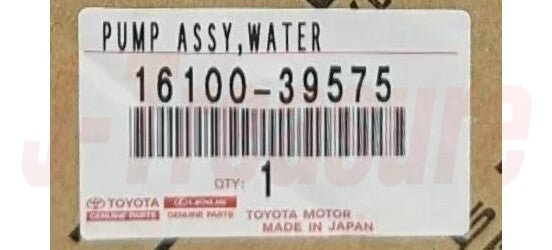 PUMP ASSY,WATER
16100-39575
QTY: 1
TOYOTA LEXUS
GENUINE PARTS GENUINE PARTS
TOYOTA MOTOR
MADE IN JAPAN